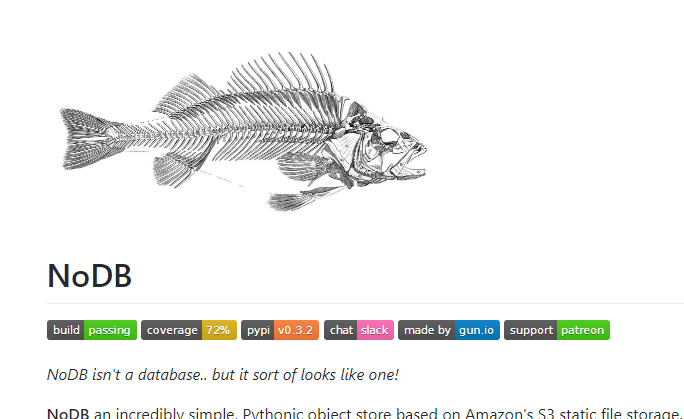 NoDB
build passing coverage 72% pypi v0.3.2 chat slack made by gun.io support patreon
NoDB isn't a database.. but it sort of looks like one!
NoDB an incredibly simple, Pythonic object store based on Amazon's S3 static file storage.